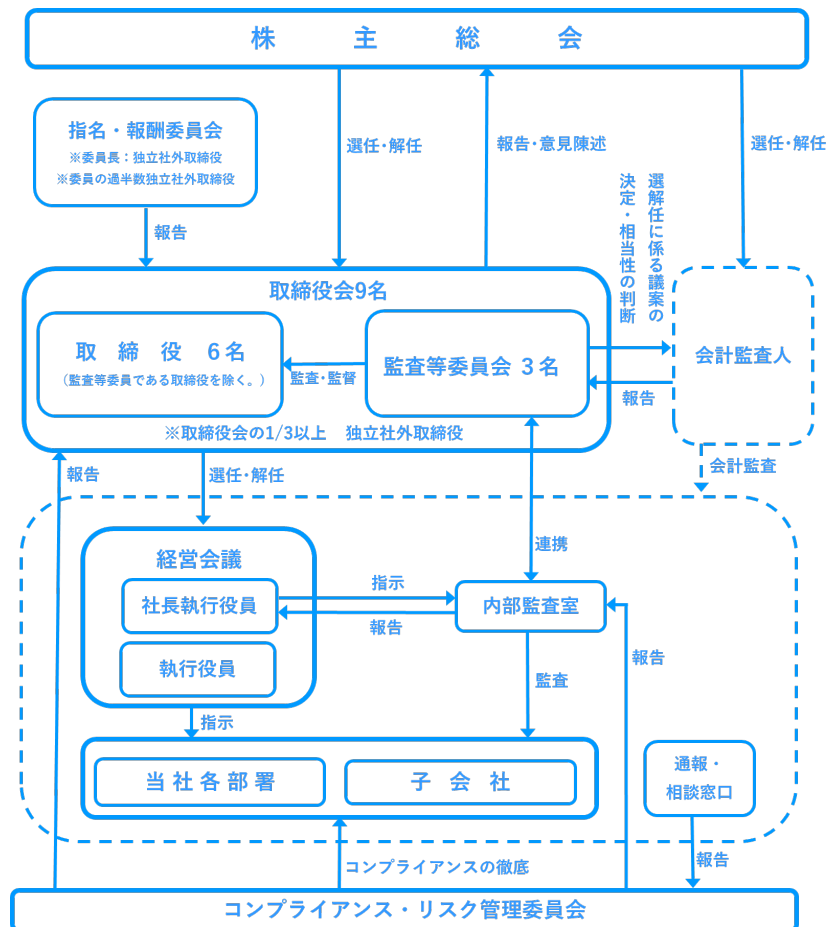 株主総会
指名・報酬委員会
※委員長：独立社外取締役
※委員の過半数独立社外取締役
選任・解任
報告・意見陳述
選任・解任
報告
選解任に係る議案の
決定・相当性の判断
取締役会9名
取締役 6名
（監査等委員である取締役を除く。）
監査・監督
監査等委員会 3名
会計監査人
報告
※取締役会の1/3以上 独立社外取締役
報告
選任・解任
会計監査
連携
経営会議
社長執行役員
執行役員
指示
報告
内部監査室
報告
監査
指示
当社各部署
子会社
通報・
相談窓口
報告
コンプライアンスの徹底
コンプライアンス・リスク管理委員会